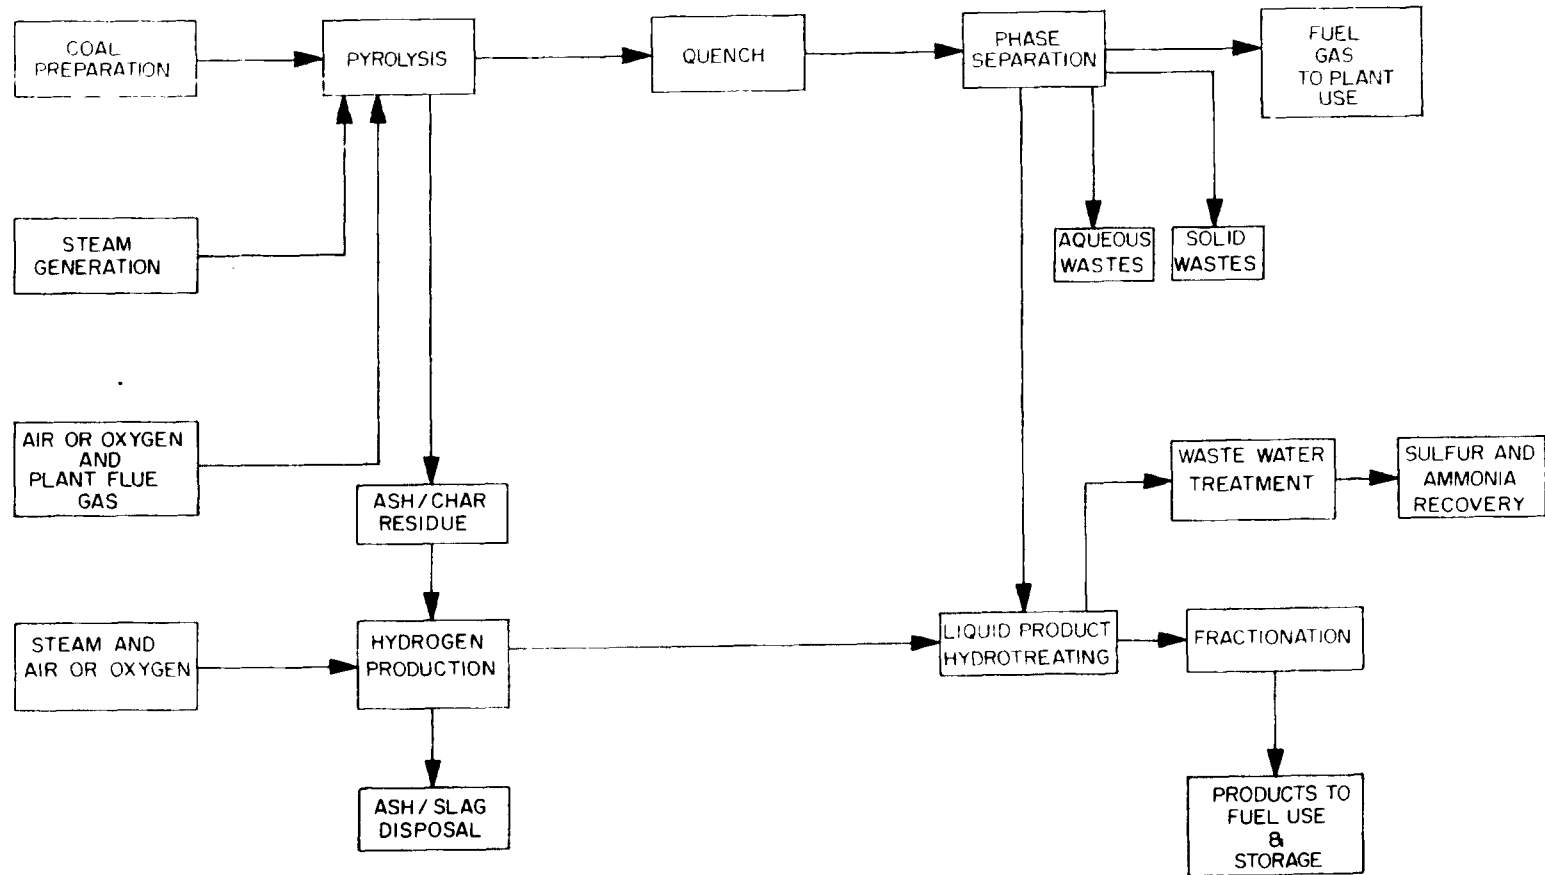 COAL
PREPARATION
PYROLYSIS
QUENCH
PHASE
SEPARATION
FUEL
GAS
TO PLANT
USE
STEAM
GENERATION
AQUEOUS
WASTES
SOLID
WASTES
AIR OR OXYGEN
AND
PLANT FLUE
GAS
ASH/CHAR
RESIDUE
WASTE WATER
TREATMENT
SULFUR AND
AMMONIA
RECOVERY
STEAM AND
AIR OR OXYGEN
HYDROGEN
PRODUCTION
LIQUID PRODUCT
HYDROTREATING
FRACTIONATION
ASH/SLAG
DISPOSAL
PRODUCTS TO
FUEL USE
&
STORAGE